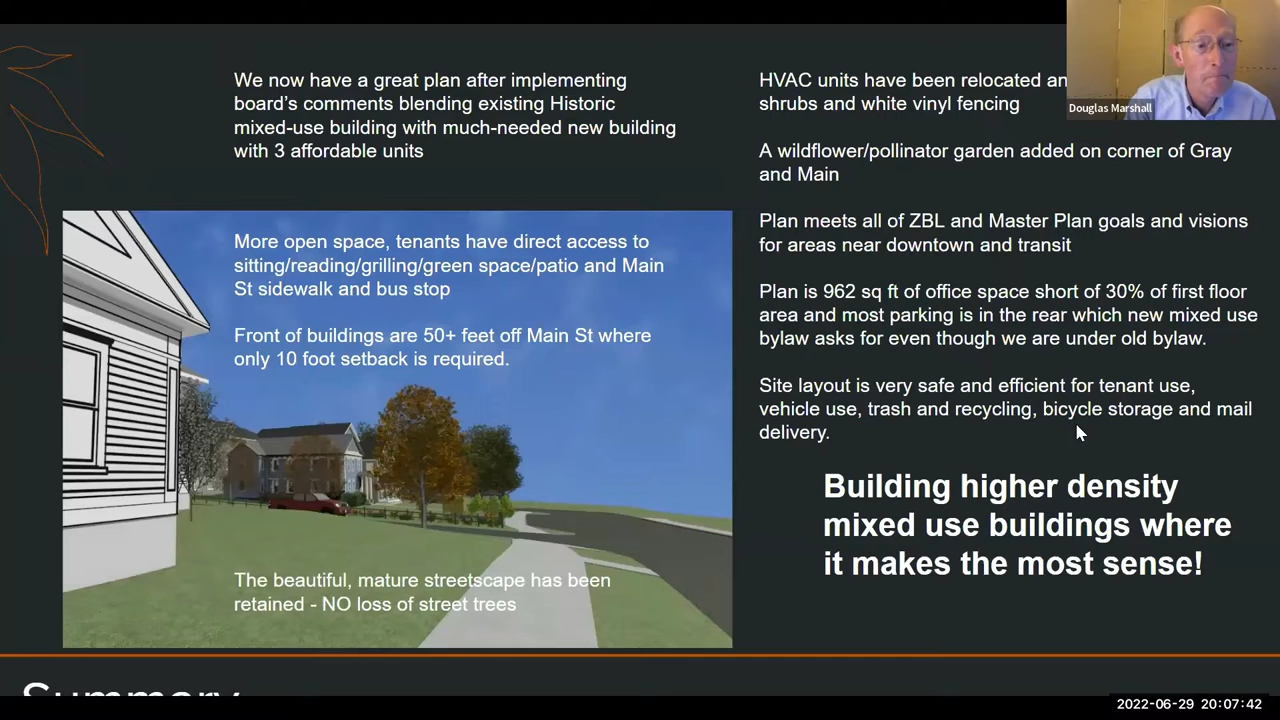 We now have a great plan after implementing
board's comments blending existing Historic
mixed-use building with much-needed new building
with 3 affordable units
More open space, tenants have direct access to
sitting/reading/grilling/green space/patio and Main
St sidewalk and bus stop
Front of buildings are 50+ feet off Main St where
only 10 foot setback is required.
The beautiful, mature streetscape has been
retained - NO loss of street trees
HVAC units have been relocated an
shrubs and white vinyl fencing
A wildflower/pollinator garden added on corner of Gray
and Main
Plan meets all of ZBL and Master Plan goals and visions
for areas near downtown and transit
Plan is 962 sq ft of office space short of 30% of first floor
area and most parking is in the rear which new mixed use
bylaw asks for even though we are under old bylaw.
Site layout is very safe and efficient for tenant use,
vehicle use, trash and recycling, bicycle storage and mail
delivery.
Building higher density
mixed use buildings where
it makes the most sense!
Douglas Marshall
Summary
2022-06-29 20:07:42